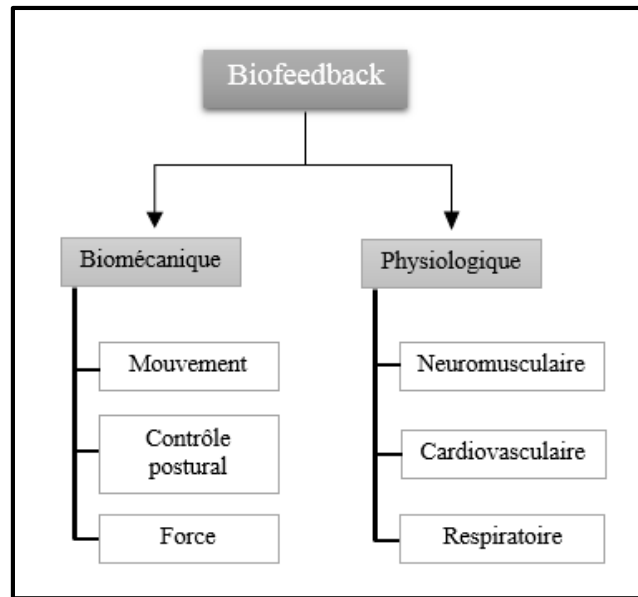 Biofeedback
Biomécanique
Physiologique
Mouvement
Neuromusculaire
Contrôle
postural
Cardiovasculaire
Force
Respiratoire